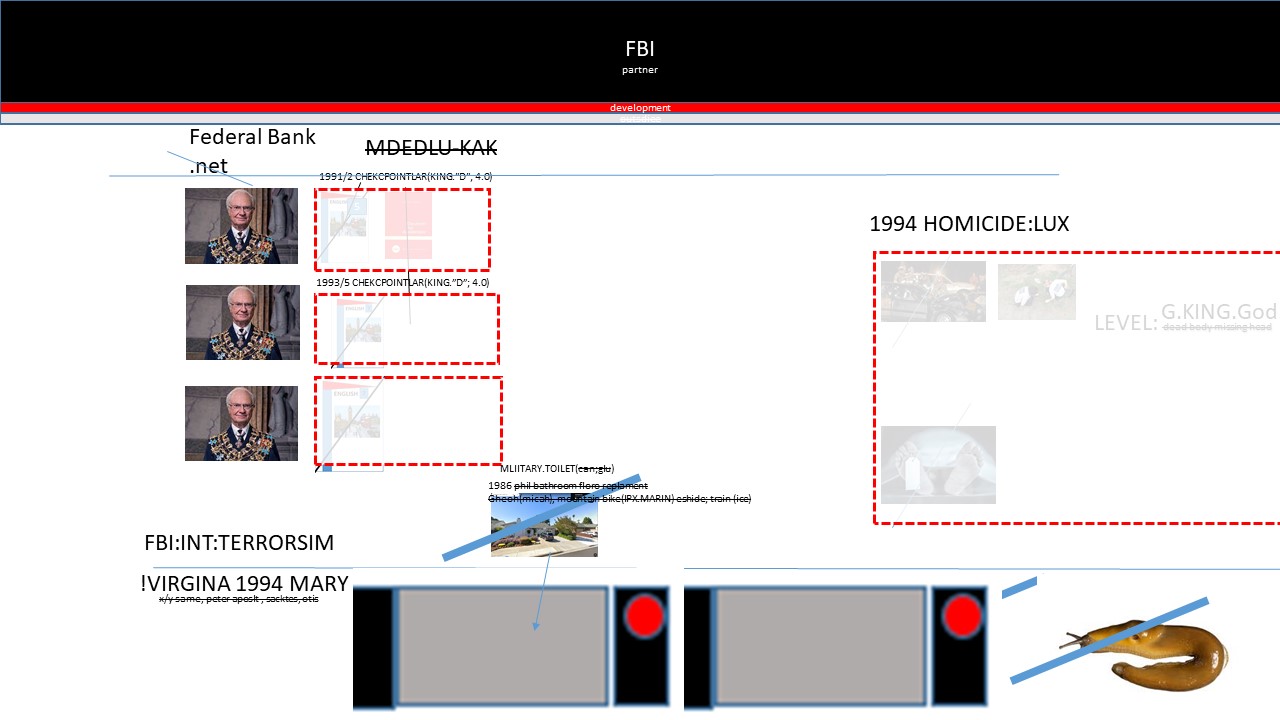 FBI
partner
development
Federal Bank
.net
MDEDLU-KAK
1991/2 CHEKCPOINTLAR(KING."D", 4.0)
ENGLISH
1993/5 CHEKCPOINTLAR(KING."D"; 4.0)
ENGLISH
1994 HOMICIDE:LUX
LEVEL:
G.KING.God
dead body missing head
MLIITARY.TOILET(can;glu)
1986 phil bathroom floro replament
Gheoh(micah), mountain bike(IPX.MARIN) eshide; train (ice)
FBI:INT:TERRORSIM
!VIRGINA 1994 MARY
x/y same, peter aposlt , sacktes, otis